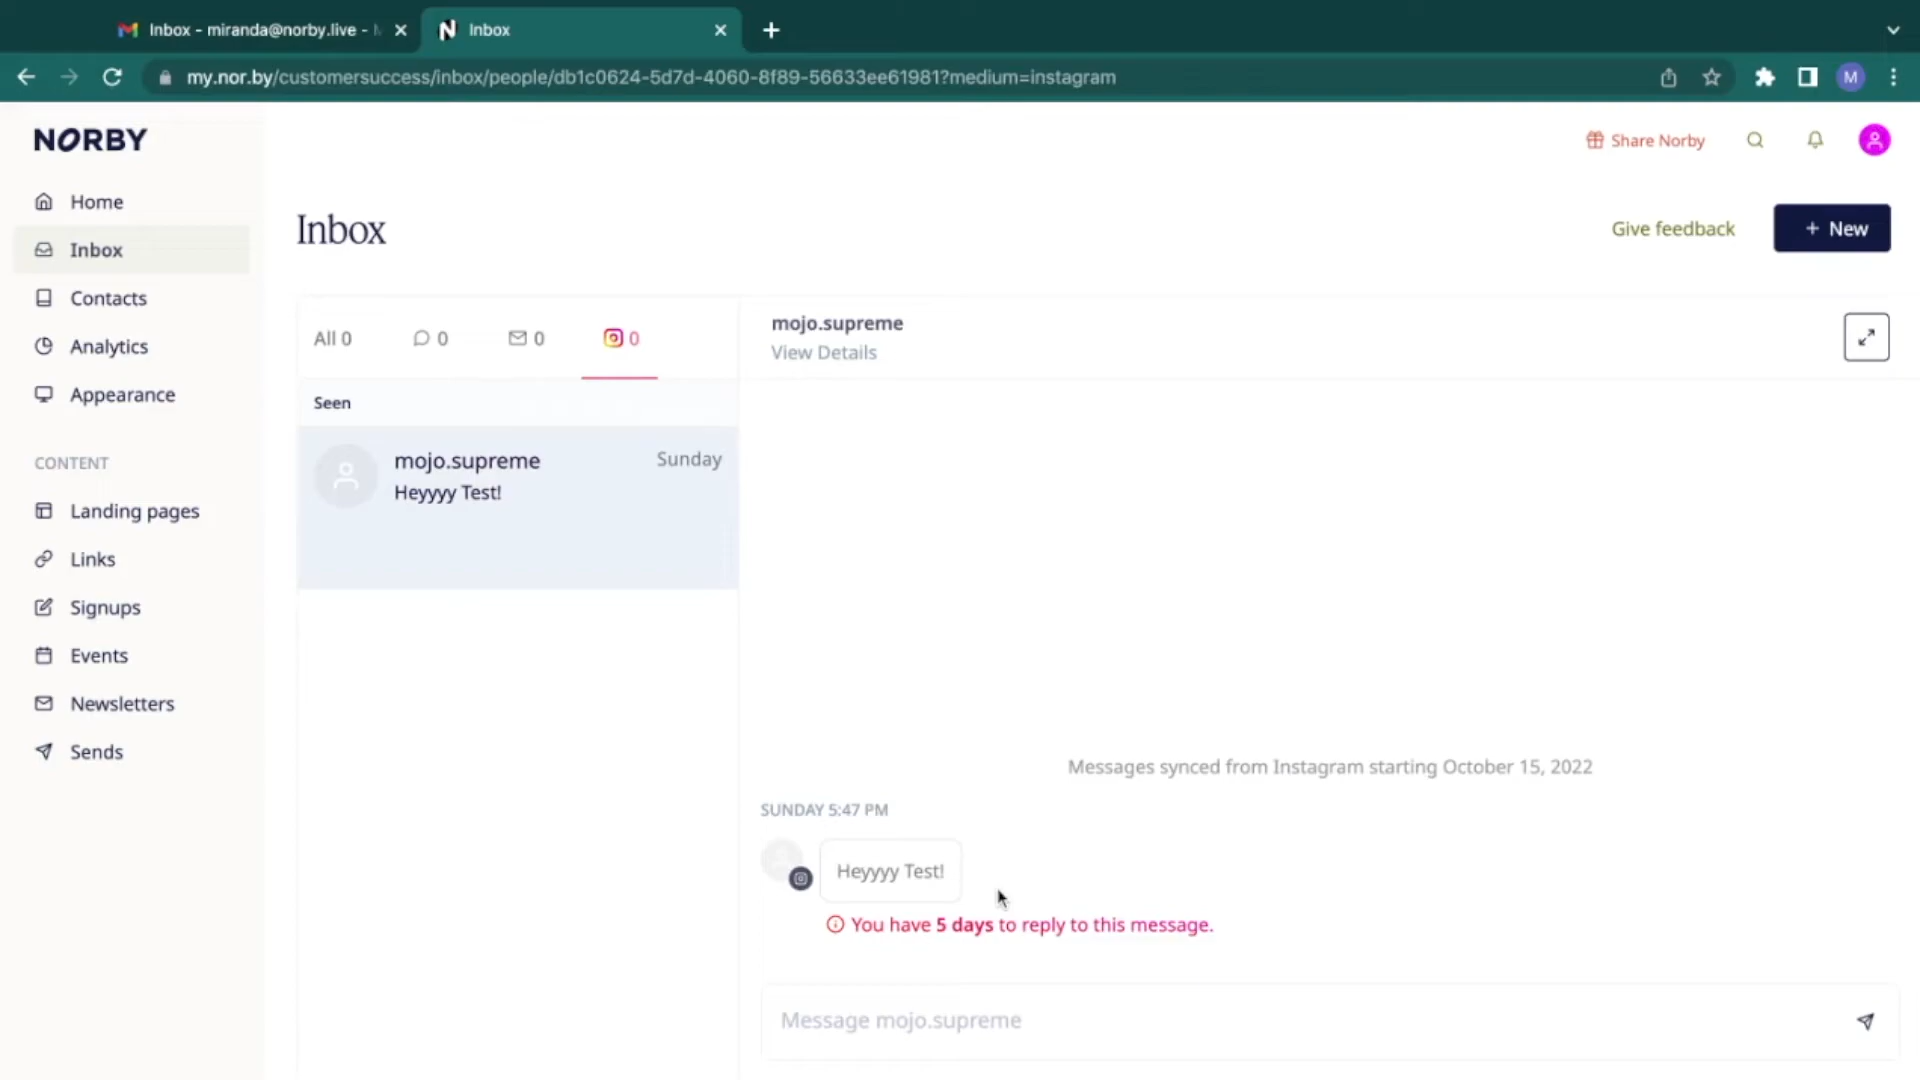 Inbox - miranda@norby.live -
Inbox
my.nor.by/customersuccess/inbox/people/db1c0624-5d7d-4060-8f89-56633ee61981?medium=instagram
M
NORBY
Share Norby
Home
Inbox
Contacts
Analytics
Appearance
CONTENT
Landing pages
Links
Signups
Events
Newsletters
Sends
Inbox
Give feedback
+ New
All 0
0
0
0
Seen
mojo.supreme
Sunday
Heyyyy Test!
mojo.supreme
View Details
Messages synced from Instagram starting October 15, 2022
SUNDAY 5:47 PM
Heyyyy Test!
You have 5 days to reply to this message.
Message mojo.supreme